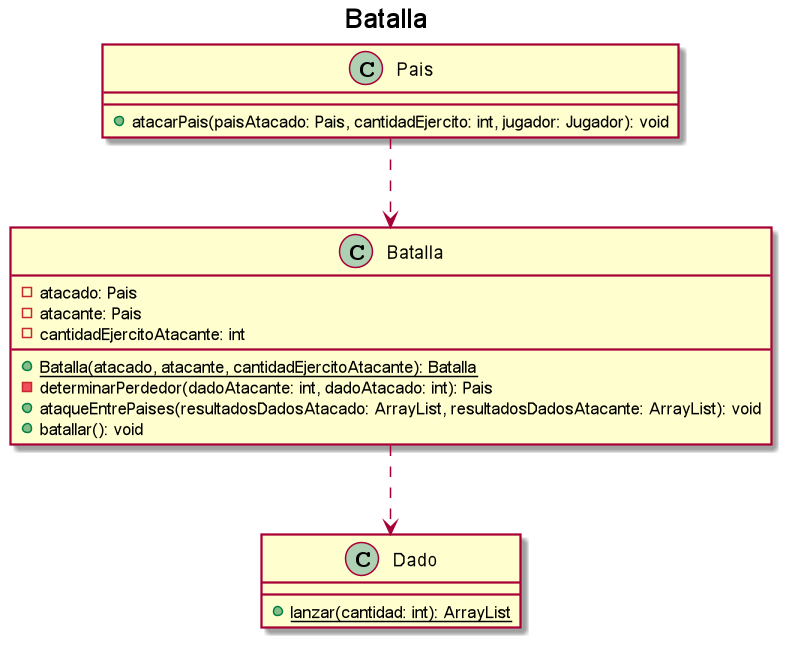 Batalla
C Pais
atacarPais(paisAtacado: Pais, cantidadEjercito: int, jugador: Jugador): void
C Batalla
atacado: Pais
atacante: Pais
cantidadEjercitoAtacante: int
Batalla(atacado, atacante, cantidadEjercitoAtacante): Batalla
determinarPerdedor(dadoAtacante: int, dadoAtacado: int): Pais
ataqueEntrePaises(resultadosDadosAtacado: ArrayList, resultadosDadosAtacante: ArrayList): void
batallar(): void
C Dado
lanzar(cantidad: int): ArrayList